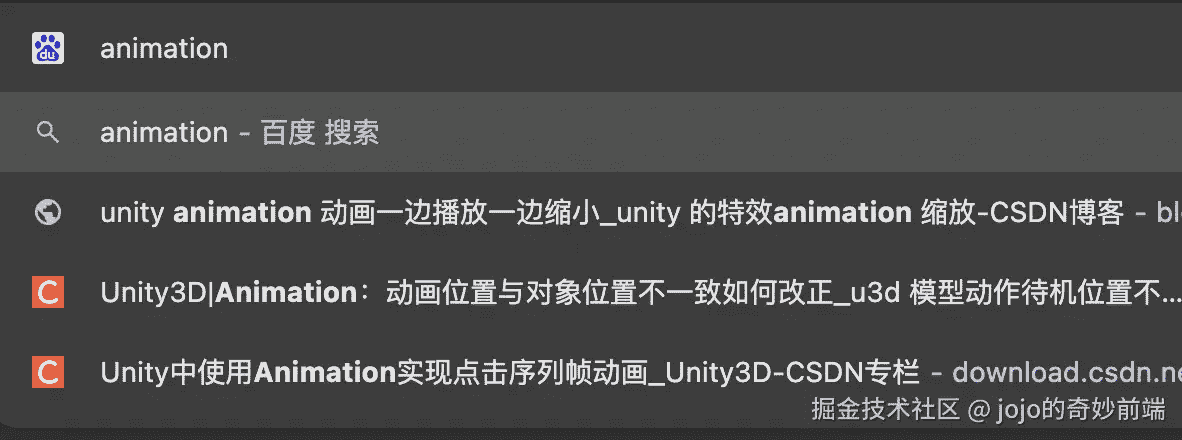 du animation
animation - 百度 搜索
unity animation 动画一边播放一边缩小_unity 的特效animation 缩放-CSDN博客 -
Unity3D|Animation：动画位置与对象位置不一致如何改正_u3d 模型动作待机位置不...
Unity中使用Animation实现点击序列帧动画_Unity3D-CSDN专栏 - download.csdn.ne
掘金技术社区 @ jojo的奇妙前端